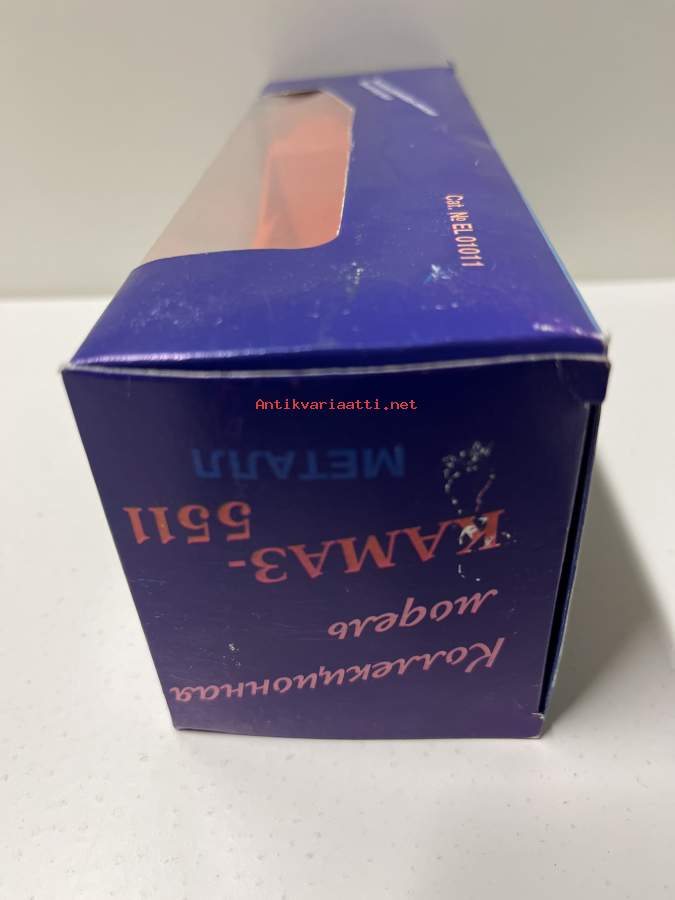 Cat. № EL 01011
Antikvariaatti.net
Коллекционная
модель
КАМАЗ-
5511
МЕТАЛЛ